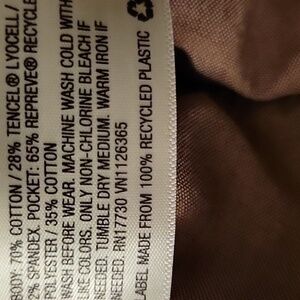 BODY: 70% COTTON / 28% TENCEL® LYOCELL/
2% SPANDEX. POCKET: 65% REPREVE® RECYCLE
POLYESTER / 35% COTTON
WASH BEFORE WEAR. MACHINE WASH COLD WITH
LIKE COLORS. ONLY NON-CHLORINE BLEACH IF
NEEDED. TUMBLE DRY MEDIUM. WARM IRON IF
NEEDED. RN17730 VN1126365
LABEL MADE FROM 100% RECYCLED PLASTIC